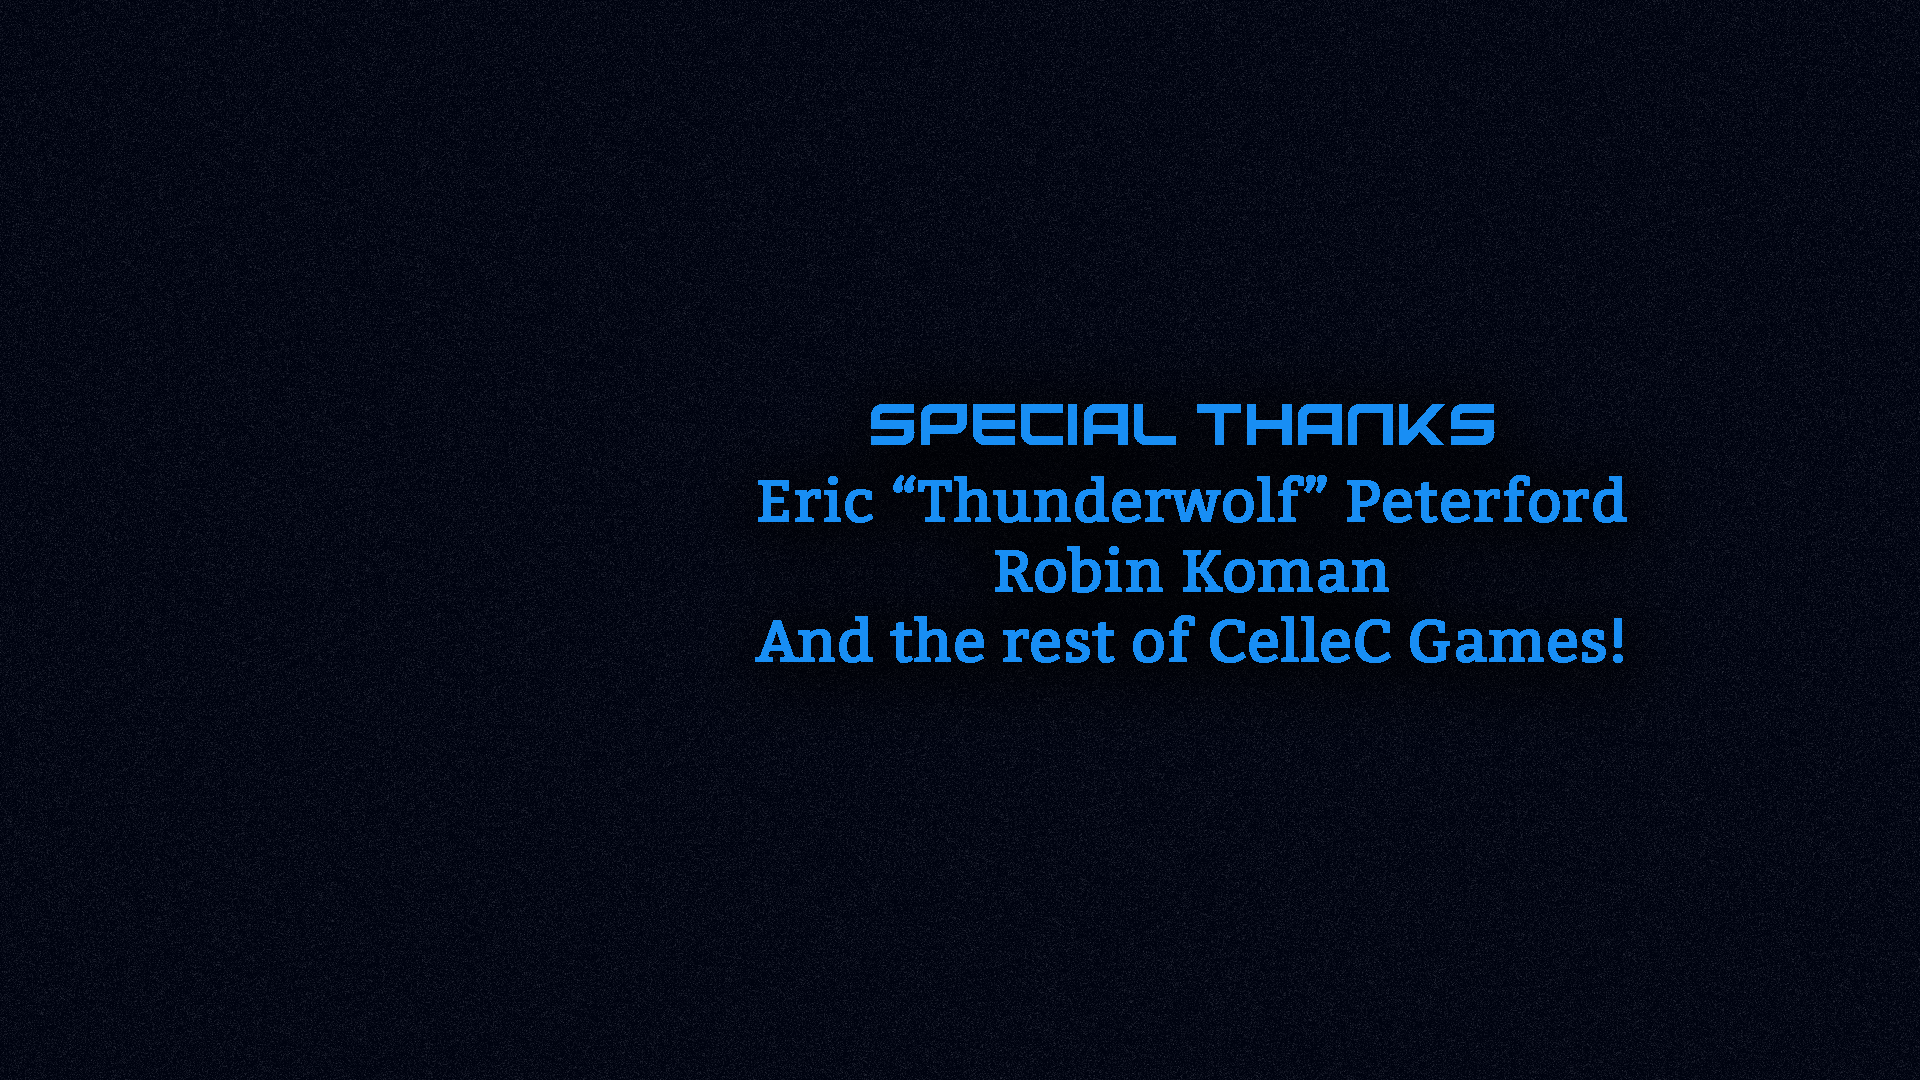 SPECIAL THANKS
Eric “Thunderwolf” Peterford
Robin Koman
And the rest of CelleC Games!